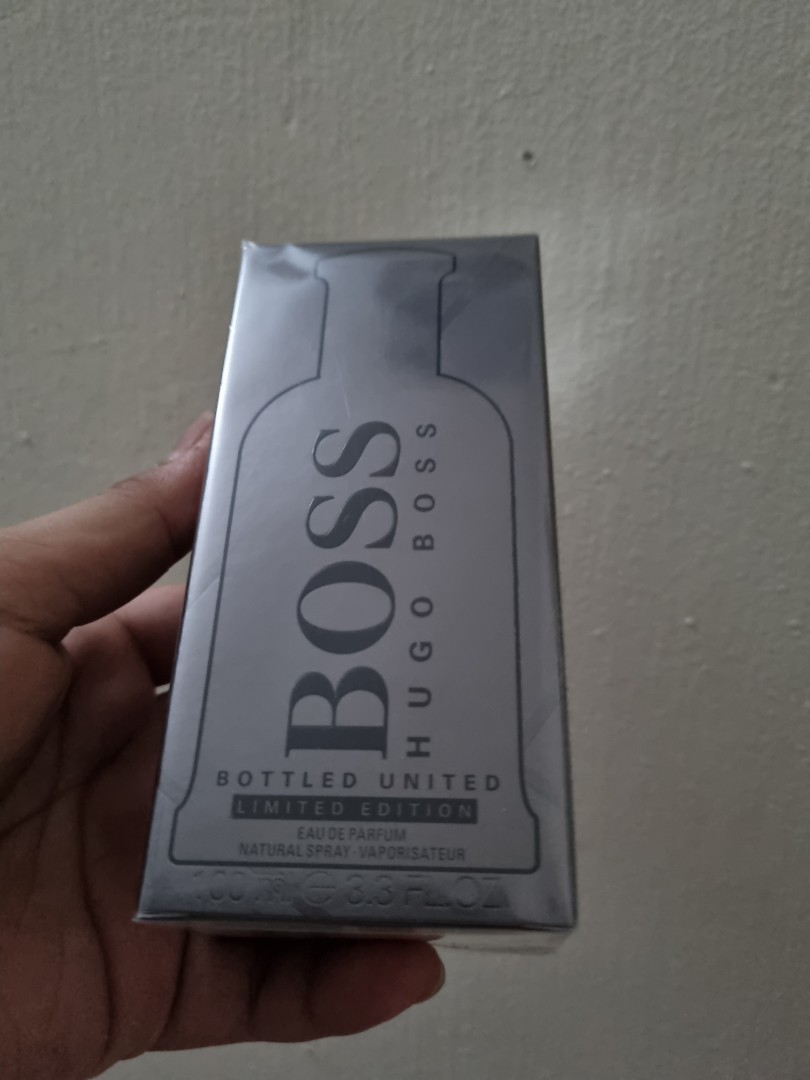 BOSS
HUGO BOSS
BOTTLED UNITED
LIMITED EDITION
EAU DE PARFUM
NATURAL SPRAY · VAPORISATEUR
100 ml ℮ 3.3 FL.OZ